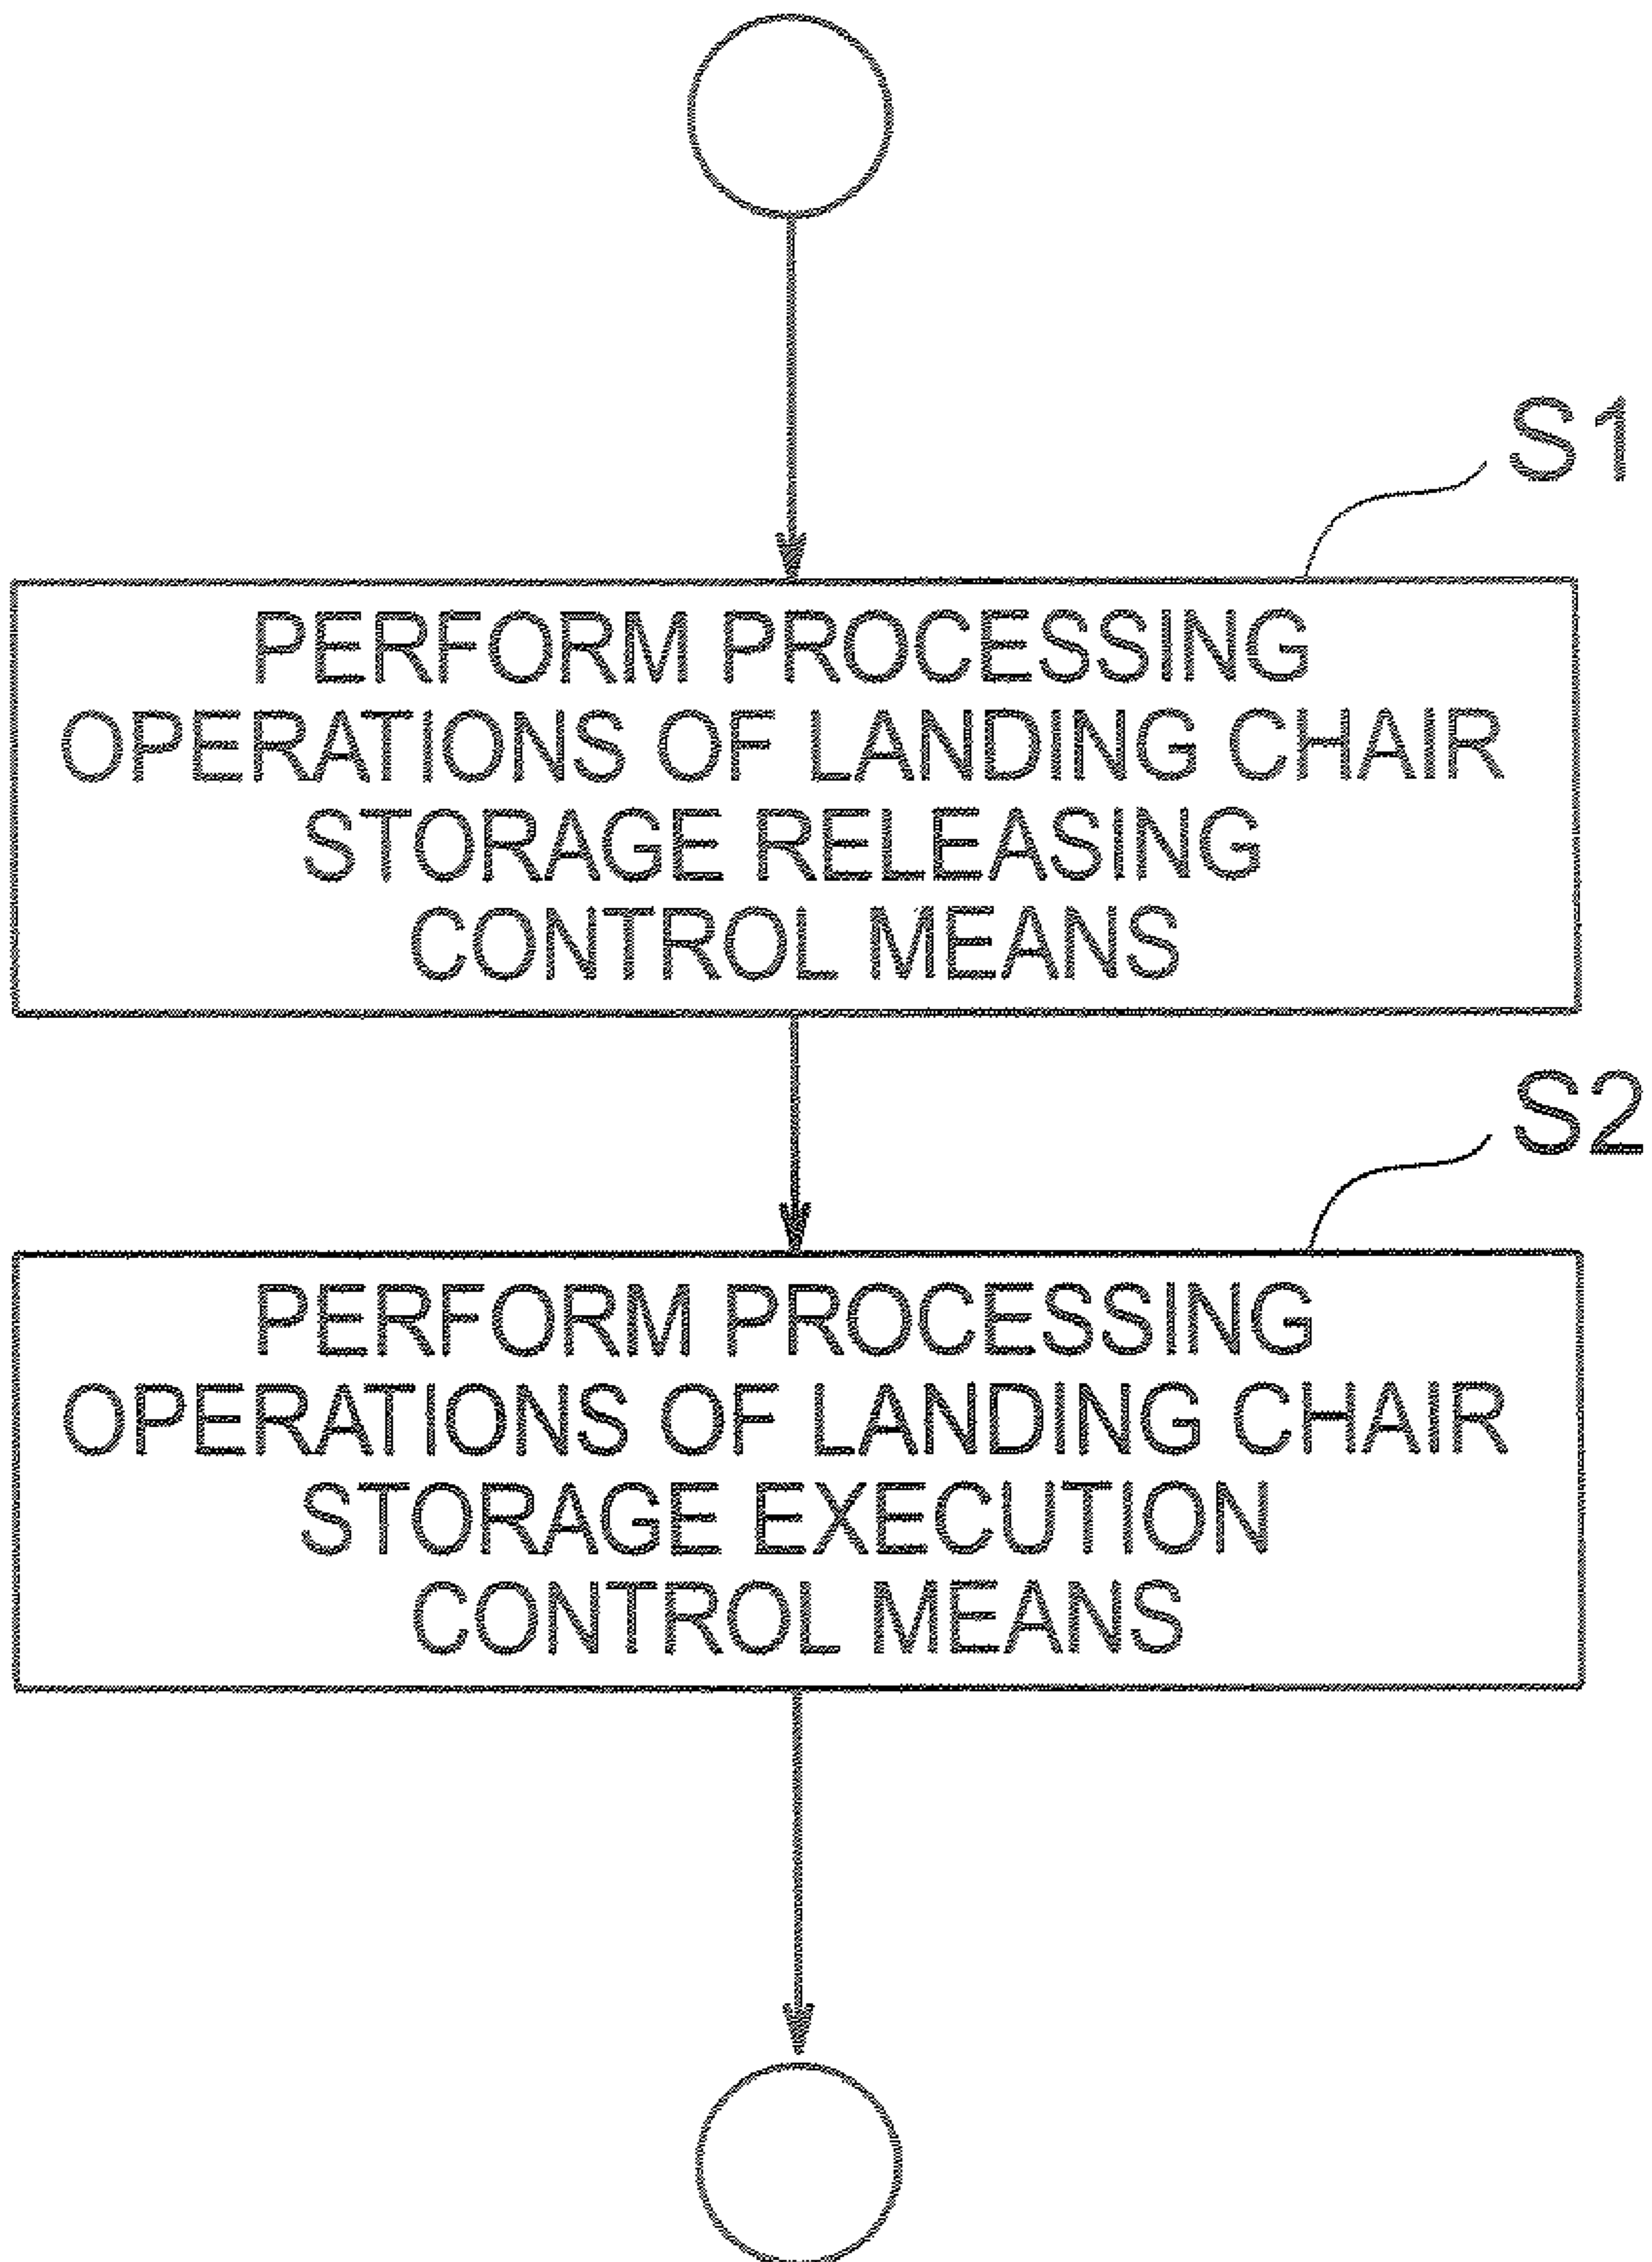 S1
PERFORM PROCESSING
OPERATIONS OF LANDING CHAIR
STORAGE RELEASING
CONTROL MEANS
S2
PERFORM PROCESSING
OPERATIONS OF LANDING CHAIR
STORAGE EXECUTION
CONTROL MEANS